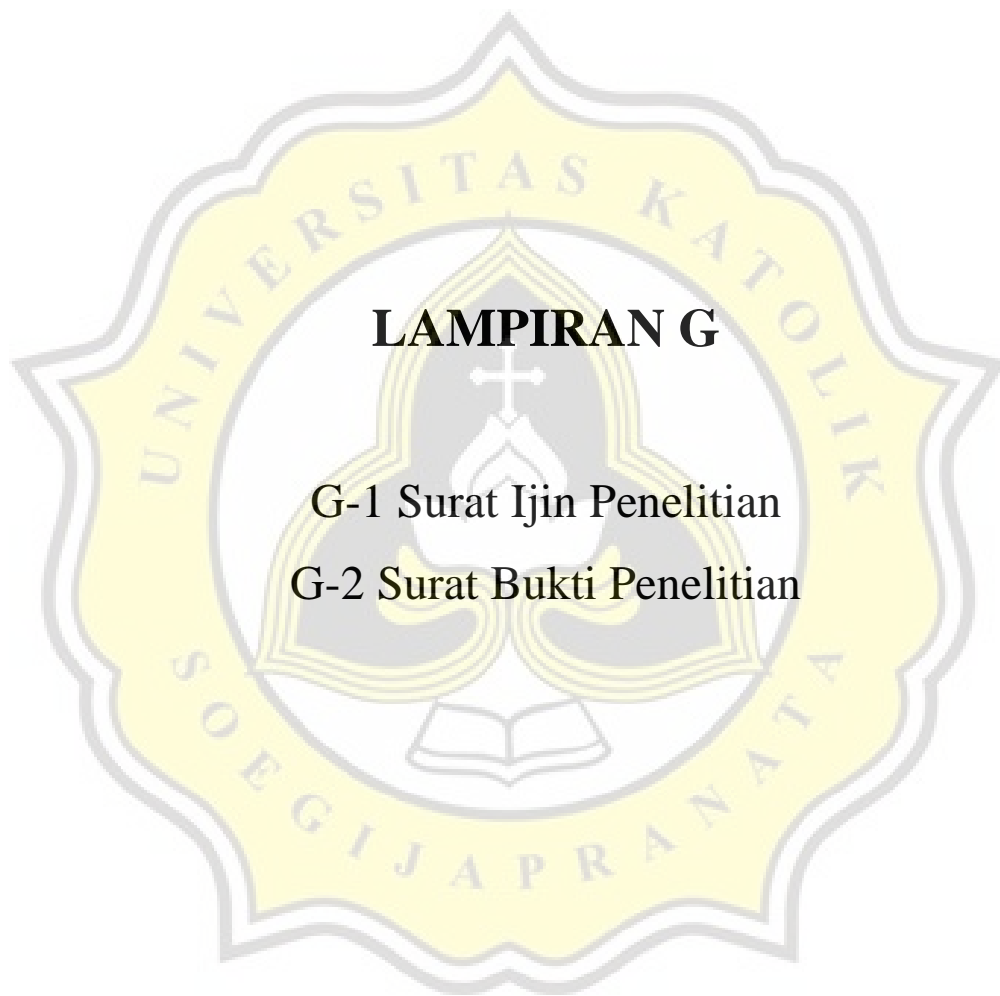 UNIVERSITAS KATOLIK
LAMPIRAN G
G-1 Surat Ijin Penelitian
G-2 Surat Bukti Penelitian
SOEGIJAPRANATA